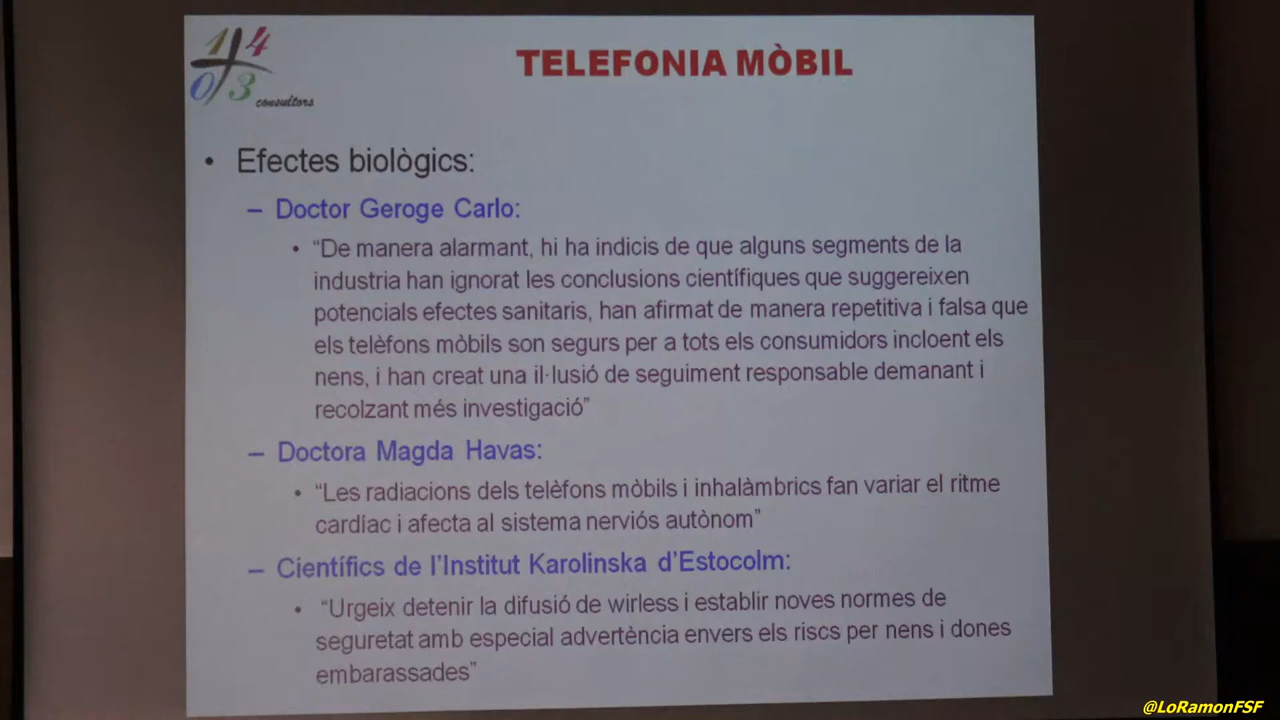 14
03
consultors
TELEFONIA MÒBIL
• Efectes biològics:
– Doctor Geroge Carlo:
• “De manera alarmant, hi ha indicis de que alguns segments de la
industria han ignorat les conclusions científiques que suggereixen
potencials efectes sanitaris, han afirmat de manera repetitiva i falsa que
els telèfons mòbils son segurs per a tots els consumidors incloent els
nens, i han creat una il·lusió de seguiment responsable demanant i
recolzant més investigació”
– Doctora Magda Havas:
• “Les radiacions dels telèfons mòbils i inhalàmbrics fan variar el ritme
cardíac i afecta al sistema nerviós autònom”
– Científics de l’Institut Karolinska d’Estocolm:
• “Urgeix detenir la difusió de wirless i establir noves normes de
seguretat amb especial advertència envers els riscs per nens i dones
embarassades”
@LoRamonFSF